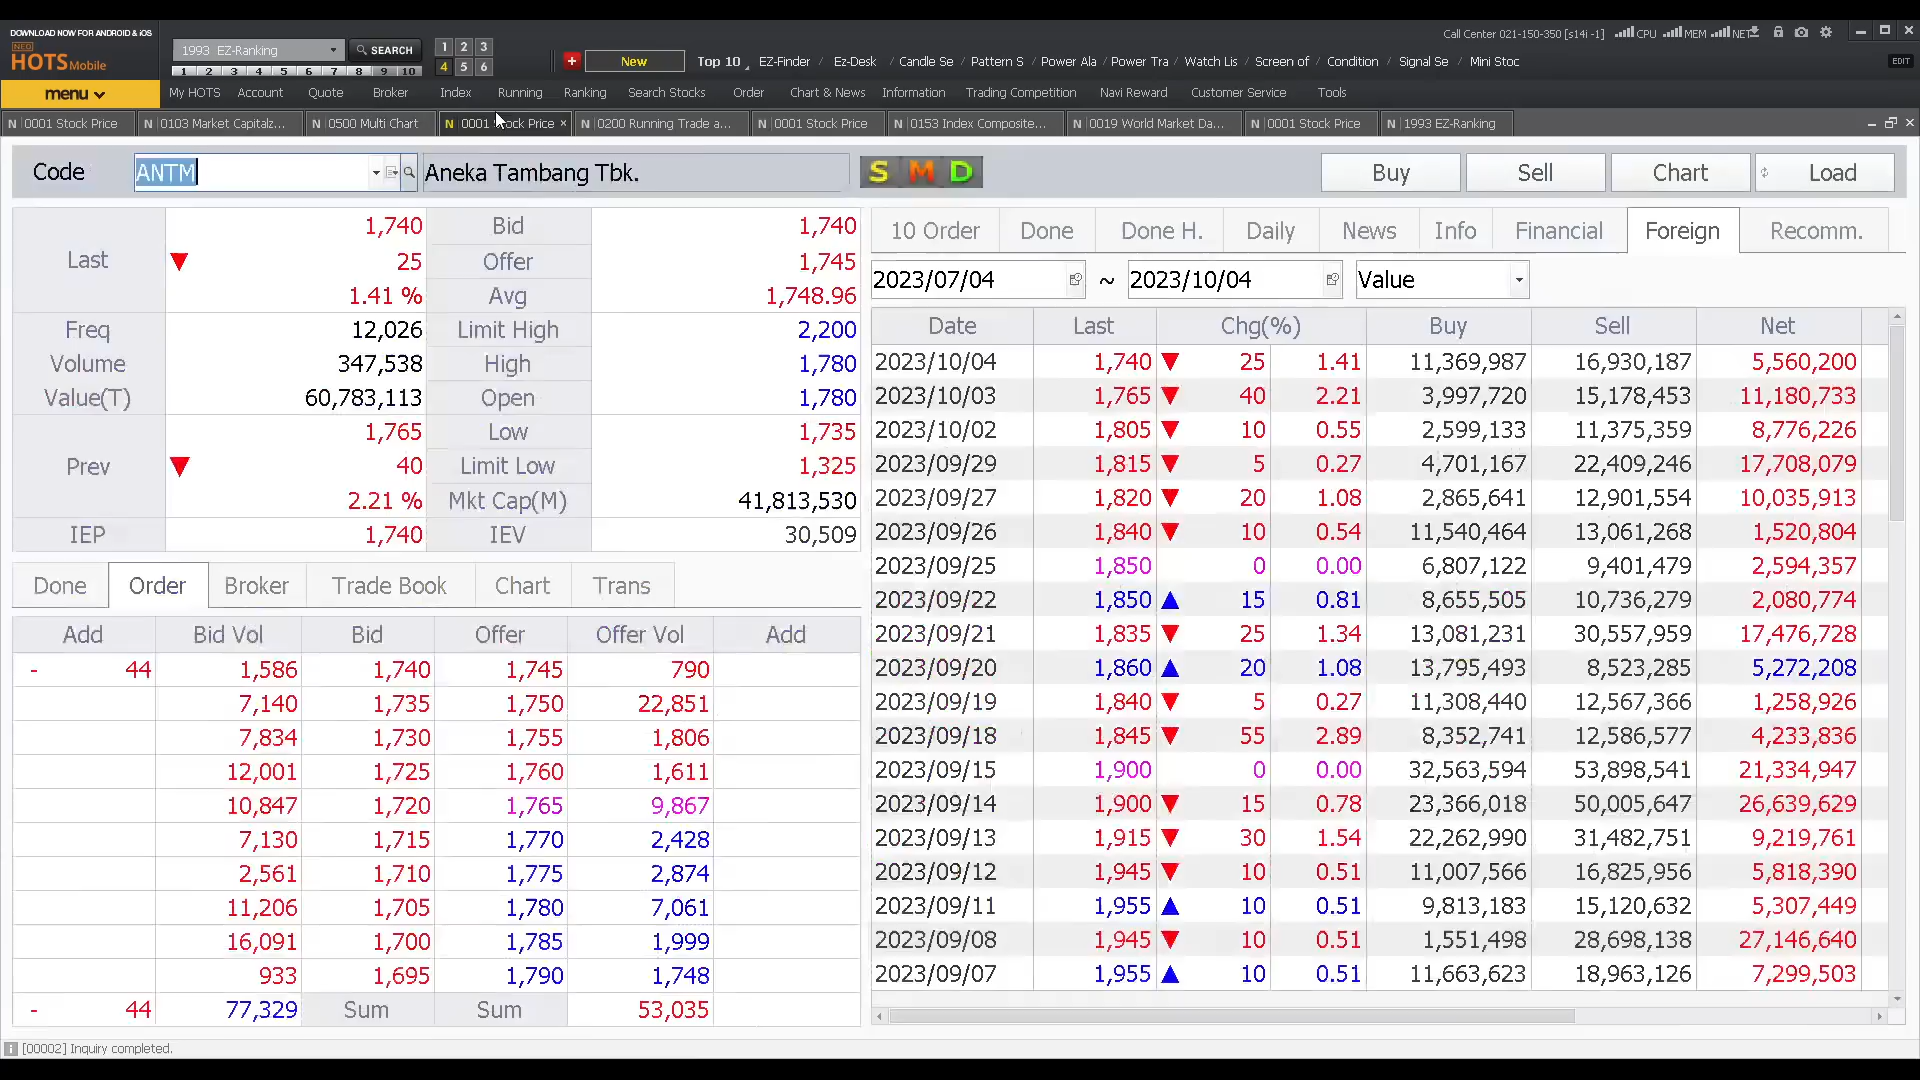 DOWNLOAD NOW FOR ANDROID & iOS
NEO
HOTS Mobile
1993 EZ-Ranking SEARCH 1 2 3
1 2 3 4 5 6 7 8 9 10 4 5 6
New Top 10 EZ-Finder / Ez-Desk / Candle Se / Pattern S / Power Ala / Power Tra / Watch Lis / Screen of / Condition / Signal Se / Mini Stoc
Call Center 021-150-350 [s14i -1] CPU MEM NET
EDIT
menu My HOTS Account Quote Broker Index Running Ranking Search Stocks Order Chart & News Information Trading Competition Navi Reward Customer Service Tools
N 0001 Stock Price N 0103 Market Capitalz... N 0500 Multi Chart N 0001 Stock Price × N 0200 Running Trade a... N 0001 Stock Price N 0153 Index Composite... N 0019 World Market Da... N 0001 Stock Price N 1993 EZ-Ranking
Code ANTM Aneka Tambang Tbk. S M D Buy Sell Chart Load
Last 1,740 Bid 1,740
25 Offer 1,745
1.41 % Avg 1,748.96
Freq 12,026 Limit High 2,200
Volume 347,538 High 1,780
Value(T) 60,783,113 Open 1,780
Prev 1,765 Low 1,735
40 Limit Low 1,325
2.21 % Mkt Cap(M) 41,813,530
IEP 1,740 IEV 30,509
Done Order Broker Trade Book Chart Trans
Add Bid Vol Bid Offer Offer Vol Add
- 44 1,586 1,740 1,745 790
7,140 1,735 1,750 22,851
7,834 1,730 1,755 1,806
12,001 1,725 1,760 1,611
10,847 1,720 1,765 9,867
7,130 1,715 1,770 2,428
2,561 1,710 1,775 2,874
11,206 1,705 1,780 7,061
16,091 1,700 1,785 1,999
933 1,695 1,790 1,748
- 44 77,329 Sum Sum 53,035
10 Order Done Done H. Daily News Info Financial Foreign Recomm.
2023/07/04 ~ 2023/10/04 Value
Date Last Chg(%) Buy Sell Net
2023/10/04 1,740 ▼ 25 1.41 11,369,987 16,930,187 5,560,200
2023/10/03 1,765 ▼ 40 2.21 3,997,720 15,178,453 11,180,733
2023/10/02 1,805 ▼ 10 0.55 2,599,133 11,375,359 8,776,226
2023/09/29 1,815 ▼ 5 0.27 4,701,167 22,409,246 17,708,079
2023/09/27 1,820 ▼ 20 1.08 2,865,641 12,901,554 10,035,913
2023/09/26 1,840 ▼ 10 0.54 11,540,464 13,061,268 1,520,804
2023/09/25 1,850 0 0.00 6,807,122 9,401,479 2,594,357
2023/09/22 1,850 ▲ 15 0.81 8,655,505 10,736,279 2,080,774
2023/09/21 1,835 ▼ 25 1.34 13,081,231 30,557,959 17,476,728
2023/09/20 1,860 ▲ 20 1.08 13,795,493 8,523,285 5,272,208
2023/09/19 1,840 ▼ 5 0.27 11,308,440 12,567,366 1,258,926
2023/09/18 1,845 ▼ 55 2.89 8,352,741 12,586,577 4,233,836
2023/09/15 1,900 0 0.00 32,563,594 53,898,541 21,334,947
2023/09/14 1,900 ▼ 15 0.78 23,366,018 50,005,647 26,639,629
2023/09/13 1,915 ▼ 30 1.54 22,262,990 31,482,751 9,219,761
2023/09/12 1,945 ▼ 10 0.51 11,007,566 16,825,956 5,818,390
2023/09/11 1,955 ▲ 10 0.51 9,813,183 15,120,632 5,307,449
2023/09/08 1,945 ▼ 10 0.51 1,551,498 28,698,138 27,146,640
2023/09/07 1,955 ▲ 10 0.51 11,663,623 18,963,126 7,299,503
[00002] Inquiry completed.